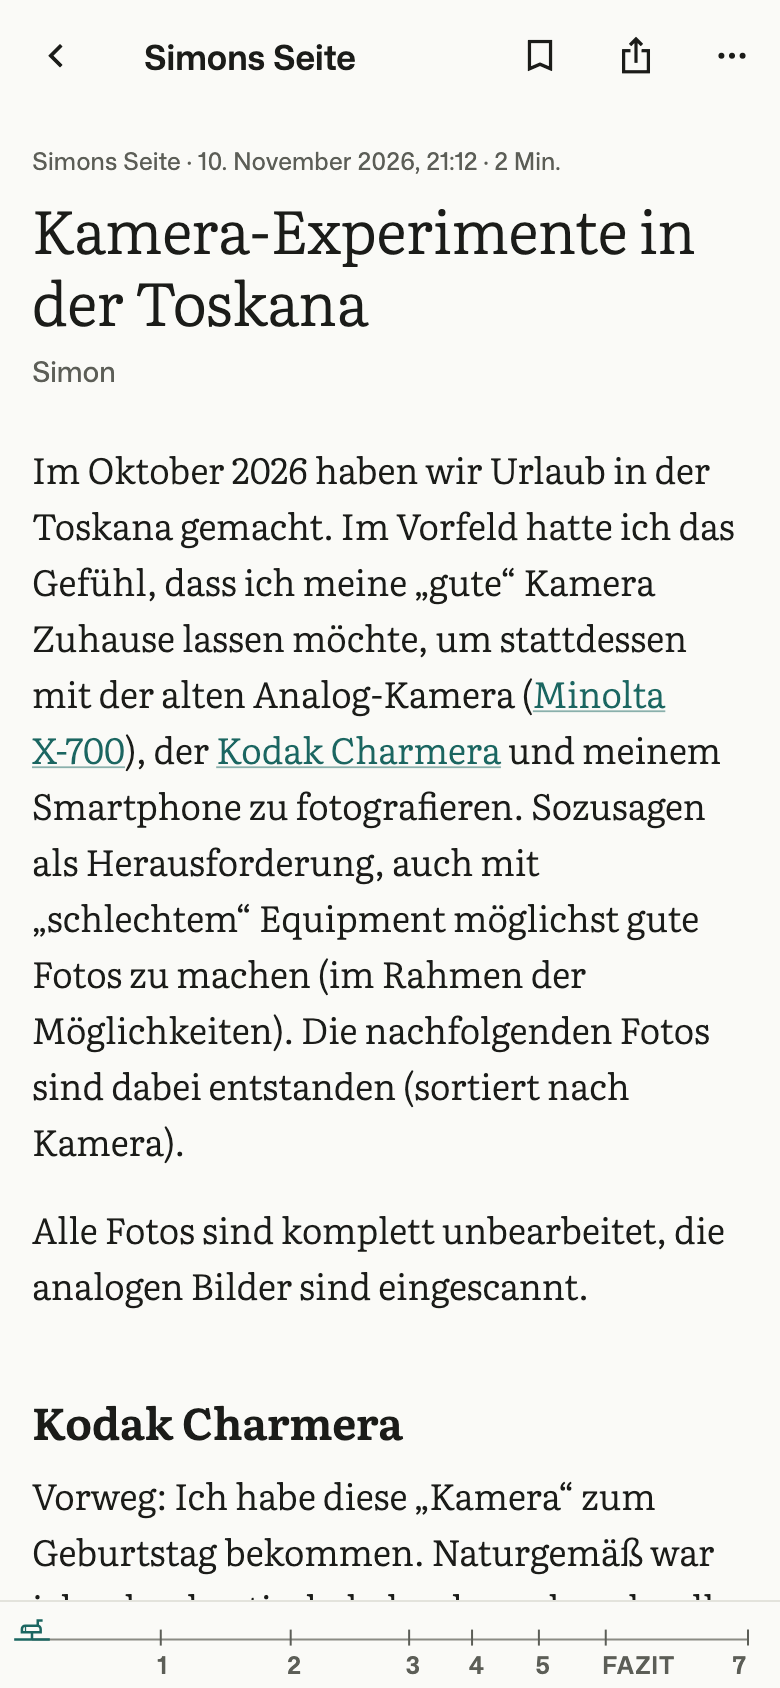 Simons Seite
Simons Seite · 10. November 2026, 21:12 · 2 Min.
Kamera-Experimente in
der Toskana
Simon
Im Oktober 2026 haben wir Urlaub in der
Toskana gemacht. Im Vorfeld hatte ich das
Gefühl, dass ich meine „gute“ Kamera
Zuhause lassen möchte, um stattdessen
mit der alten Analog-Kamera (Minolta
X-700), der Kodak Charmera und meinem
Smartphone zu fotografieren. Sozusagen
als Herausforderung, auch mit
„schlechtem“ Equipment möglichst gute
Fotos zu machen (im Rahmen der
Möglichkeiten). Die nachfolgenden Fotos
sind dabei entstanden (sortiert nach
Kamera).
Alle Fotos sind komplett unbearbeitet, die
analogen Bilder sind eingescannt.
Kodak Charmera
Vorweg: Ich habe diese „Kamera“ zum
Geburtstag bekommen. Naturgemäß war
1 2 3 4 5 FAZIT 7